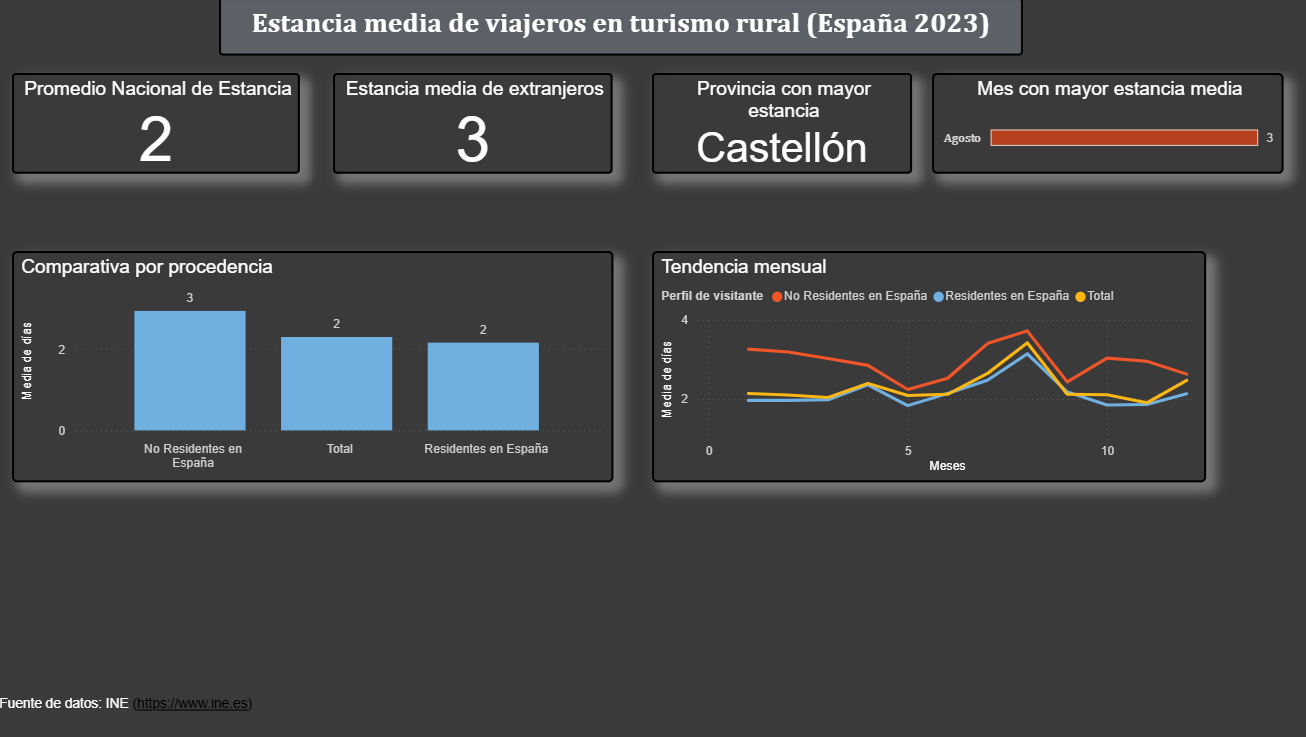 Estancia media de viajeros en turismo rural (España 2023)
Promedio Nacional de Estancia
2
Estancia media de extranjeros
3
Provincia con mayor
estancia
Castellón
Mes con mayor estancia media
Agosto 3
Comparativa por procedencia
Media de días
2
0
3
2
2
No Residentes en
España
Total
Residentes en España
Tendencia mensual
Perfil de visitante No Residentes en España Residentes en España Total
Media de días
4
2
0 5 10
Meses
Fuente de datos: INE (https://www.ine.es)